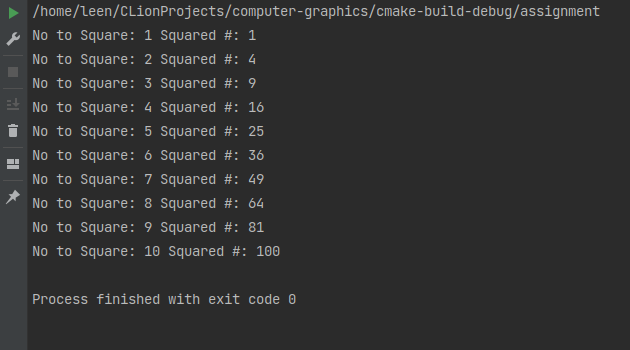 /home/leen/CLionProjects/computer-graphics/cmake-build-debug/assignment
No to Square: 1 Squared #: 1
No to Square: 2 Squared #: 4
No to Square: 3 Squared #: 9
No to Square: 4 Squared #: 16
No to Square: 5 Squared #: 25
No to Square: 6 Squared #: 36
No to Square: 7 Squared #: 49
No to Square: 8 Squared #: 64
No to Square: 9 Squared #: 81
No to Square: 10 Squared #: 100
Process finished with exit code 0